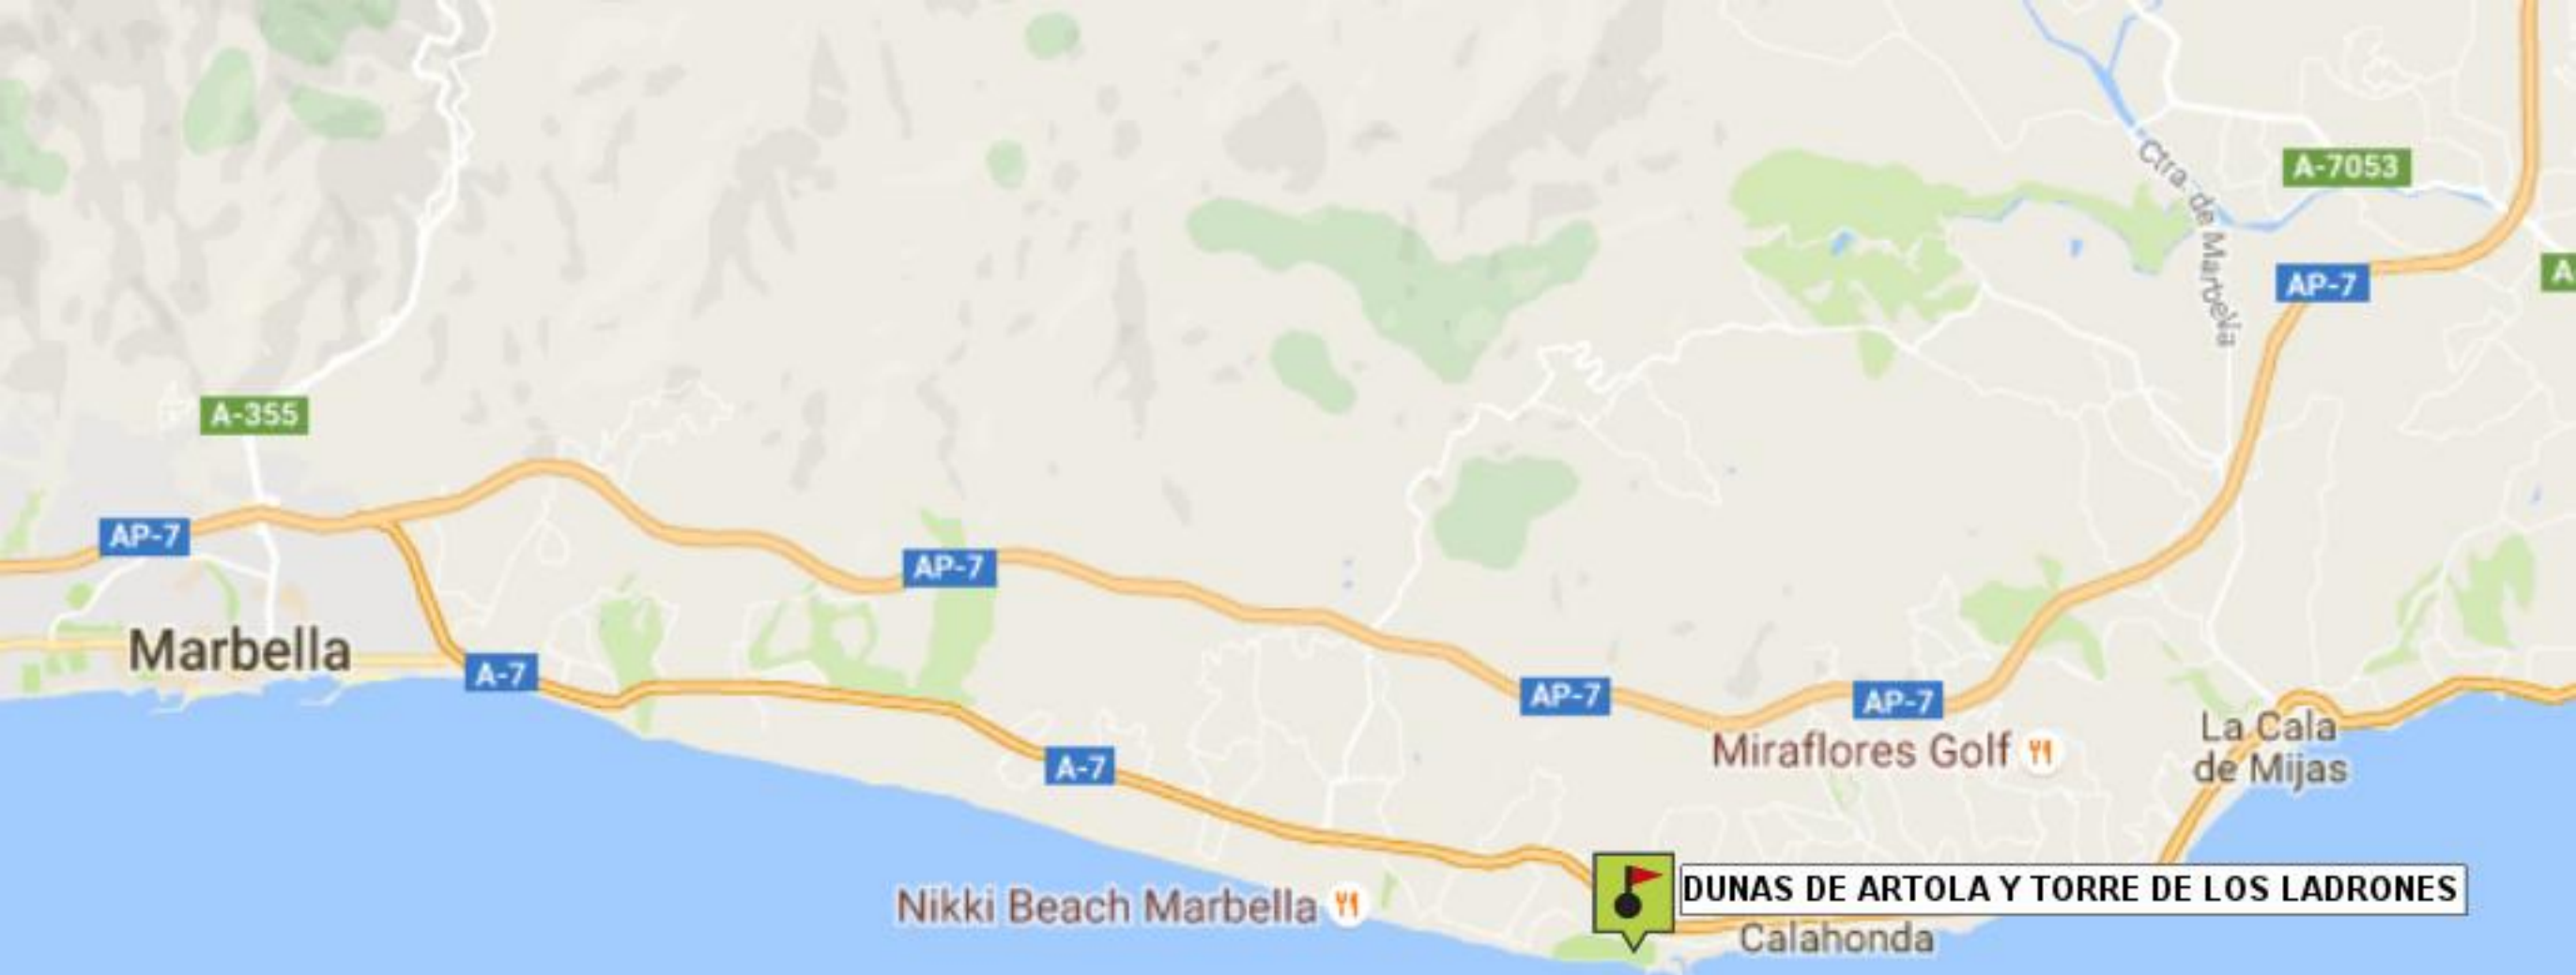 A-7053
Ctra. de Marbella
AP-7
A-355
AP-7
AP-7
Marbella
A-7
AP-7
AP-7
La Cala
de Mijas
Miraflores Golf
A-7
DUNAS DE ARTOLA Y TORRE DE LOS LADRONES
Nikki Beach Marbella
Calahonda